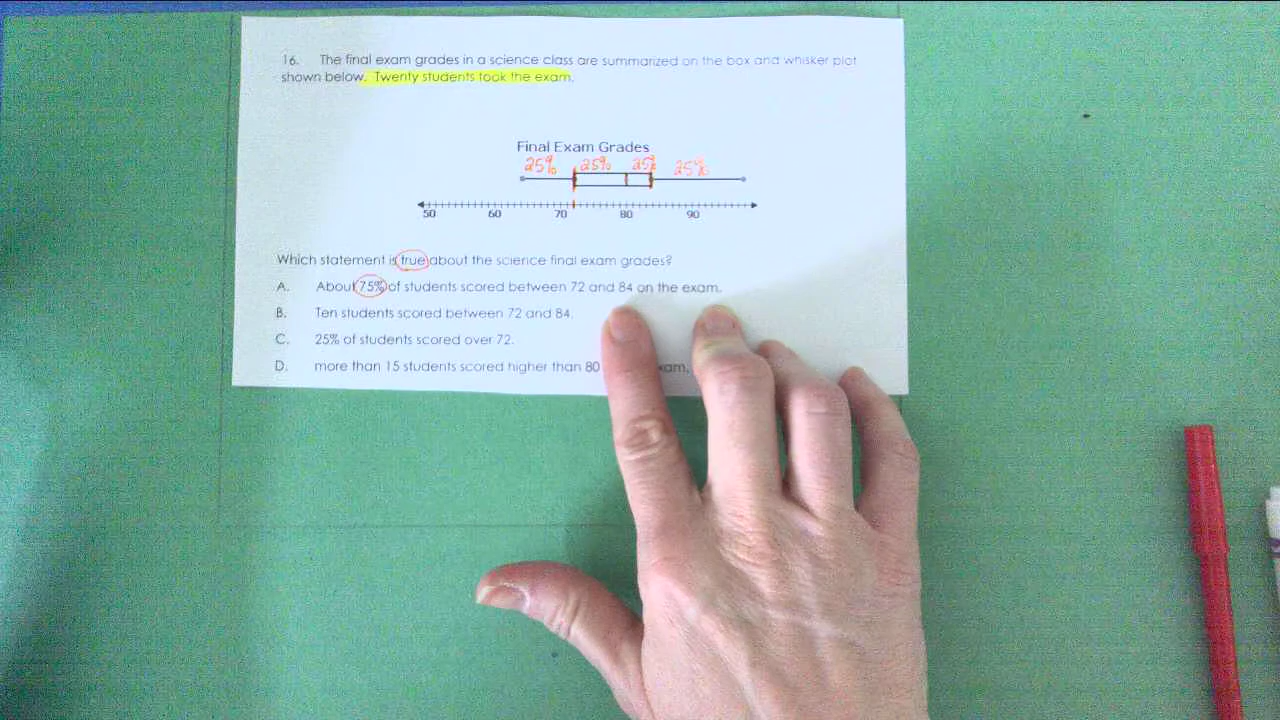 16. The final exam grades in a science class are summarized on the box and whisker plot
shown below. Twenty students took the exam.
Final Exam Grades
25% 25% 25% 25%
50 60 70 80 90
Which statement is true about the science final exam grades?
A. About 75% of students scored between 72 and 84 on the exam.
B. Ten students scored between 72 and 84.
C. 25% of students scored over 72.
D. more than 15 students scored higher than 80